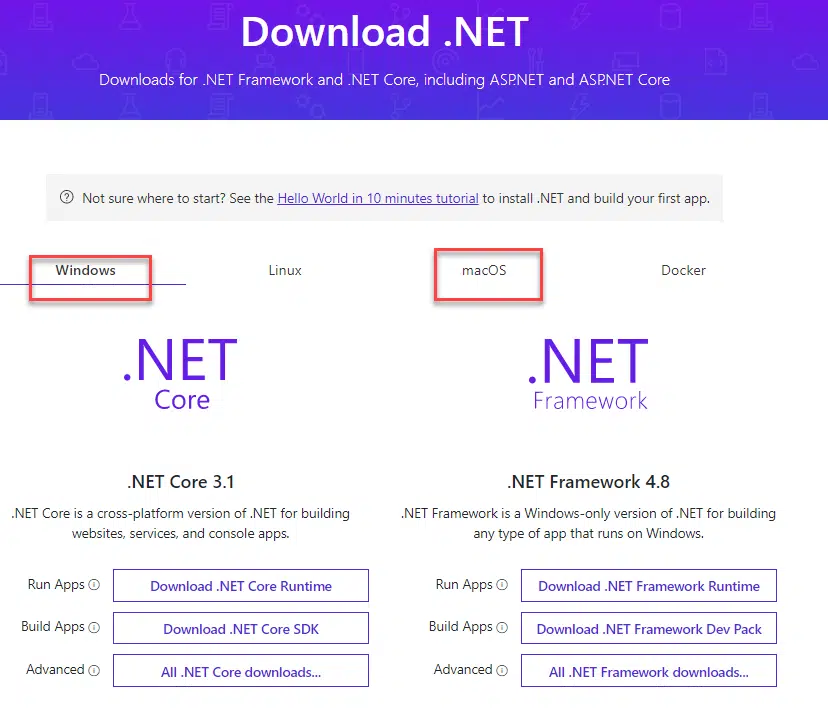 Download .NET
Downloads for .NET Framework and .NET Core, including ASP.NET and ASP.NET Core
Not sure where to start? See the Hello World in 10 minutes tutorial to install .NET and build your first app.
Windows
Linux
macOS
Docker
.NET
Core
.NET Core 3.1
.NET Core is a cross-platform version of .NET for building
websites, services, and console apps.
Run Apps
Download .NET Core Runtime
Build Apps
Download .NET Core SDK
Advanced
All .NET Core downloads...
.NET
Framework
.NET Framework 4.8
.NET Framework is a Windows-only version of .NET for building
any type of app that runs on Windows.
Run Apps
Download .NET Framework Runtime
Build Apps
Download .NET Framework Dev Pack
Advanced
All .NET Framework downloads...